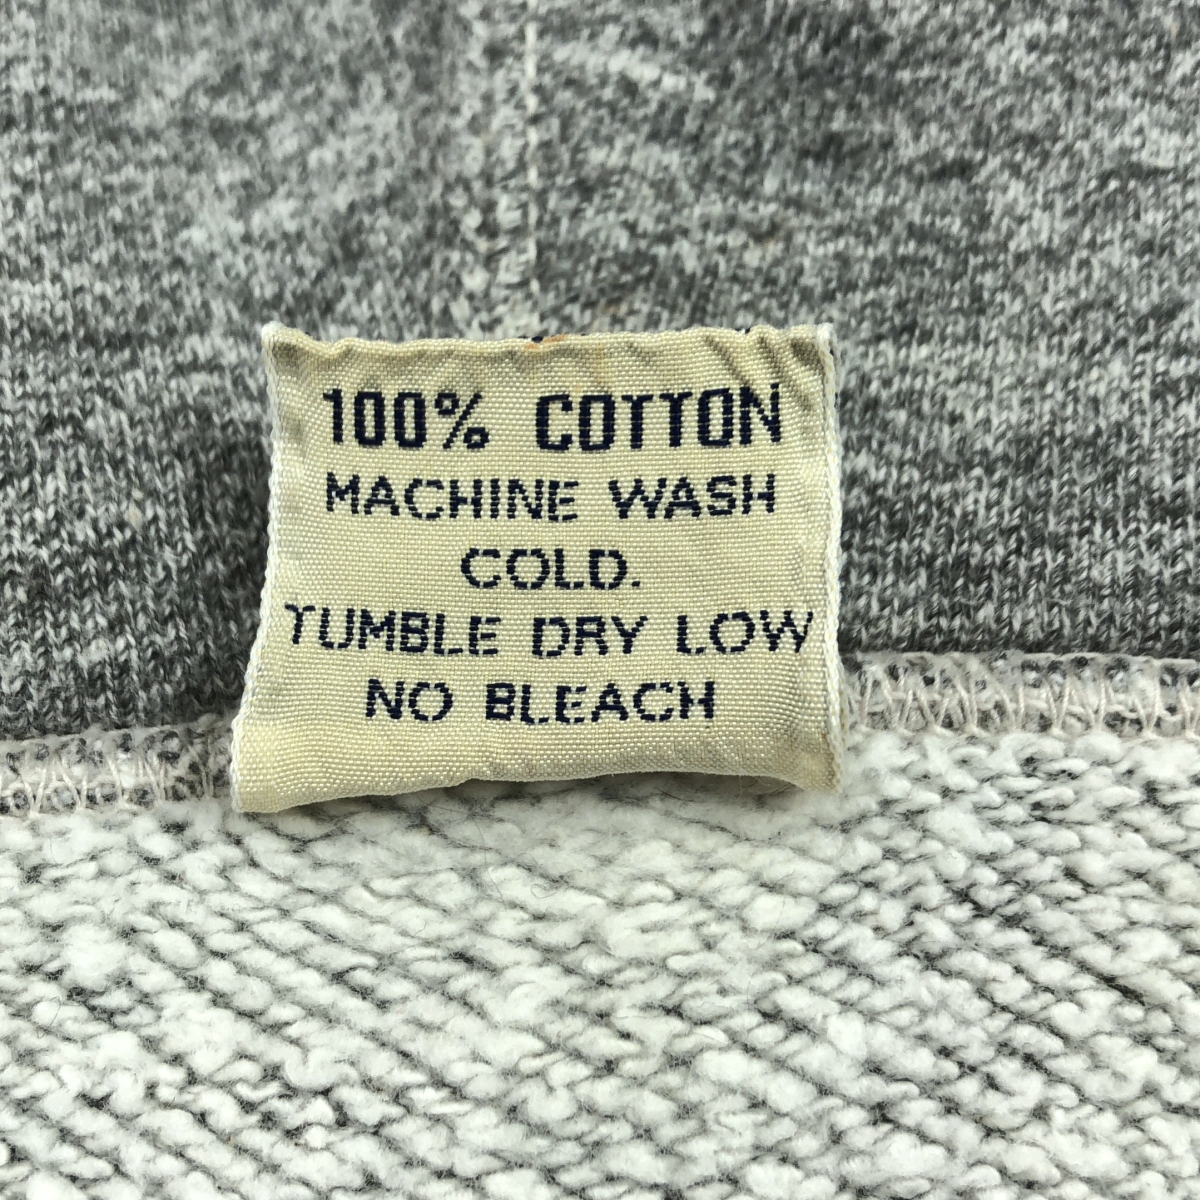 100% COTTON
MACHINE WASH
COLD.
TUMBLE DRY LOW
NO BLEACH